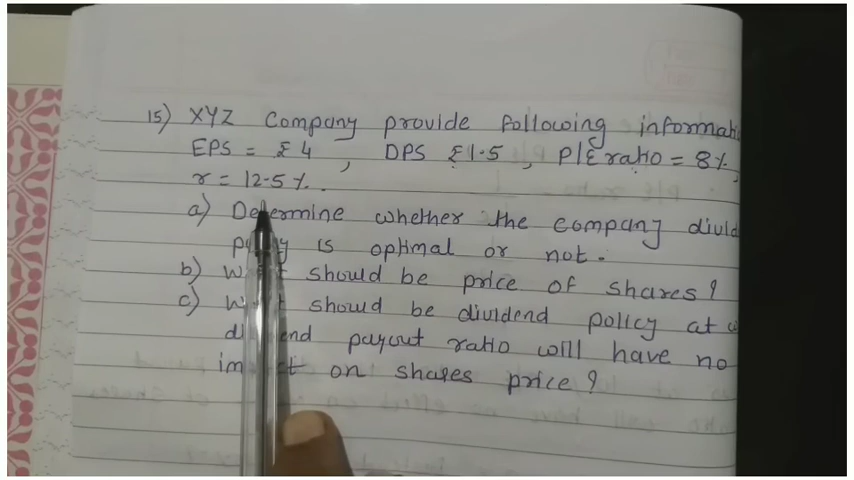 15) XYZ Company provide following informati
EPS = ₹ 4 , DPS ₹ 1.5 , P/E ratio = 8%,
r = 12.5 %.
a) Determine whether the company divid
is optimal or not.
b) should be price of shares?
c) should be dividend policy at
payout ratio will have no
on shares price?